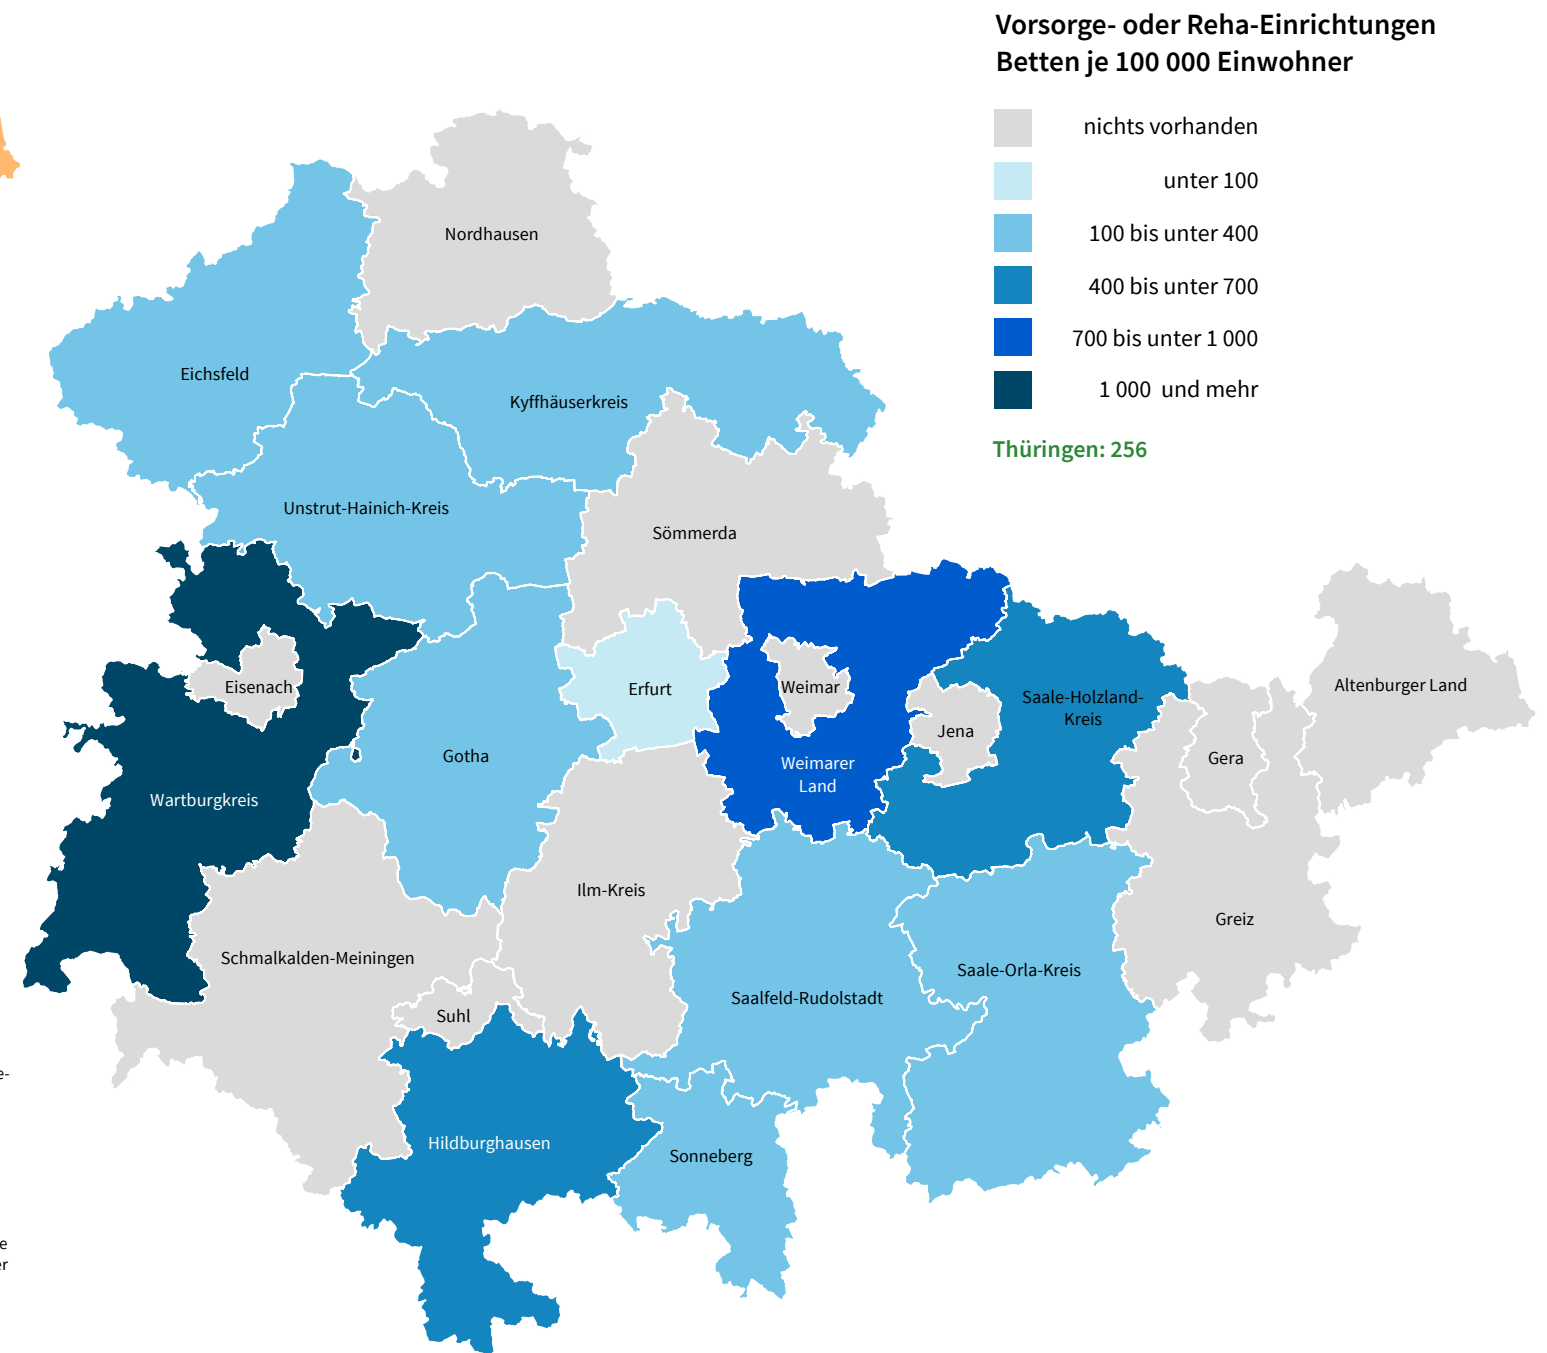 Vorsorge- oder Reha-Einrichtungen
Betten je 100 000 Einwohner
nichts vorhanden
unter 100
100 bis unter 400
400 bis unter 700
700 bis unter 1 000
1 000 und mehr
Thüringen: 256
Nordhausen
Eichsfeld
Kyffhäuserkreis
Unstrut-Hainich-Kreis
Sömmerda
Eisenach
Erfurt
Weimar
Saale-Holzland-
Kreis
Altenburger Land
Jena
Gotha
Gera
Weimarer
Land
Wartburgkreis
Ilm-Kreis
Greiz
Schmalkalden-Meiningen
Saale-Orla-Kreis
Saalfeld-Rudolstadt
Suhl
e-
Hildburghausen
Sonneberg
e
er